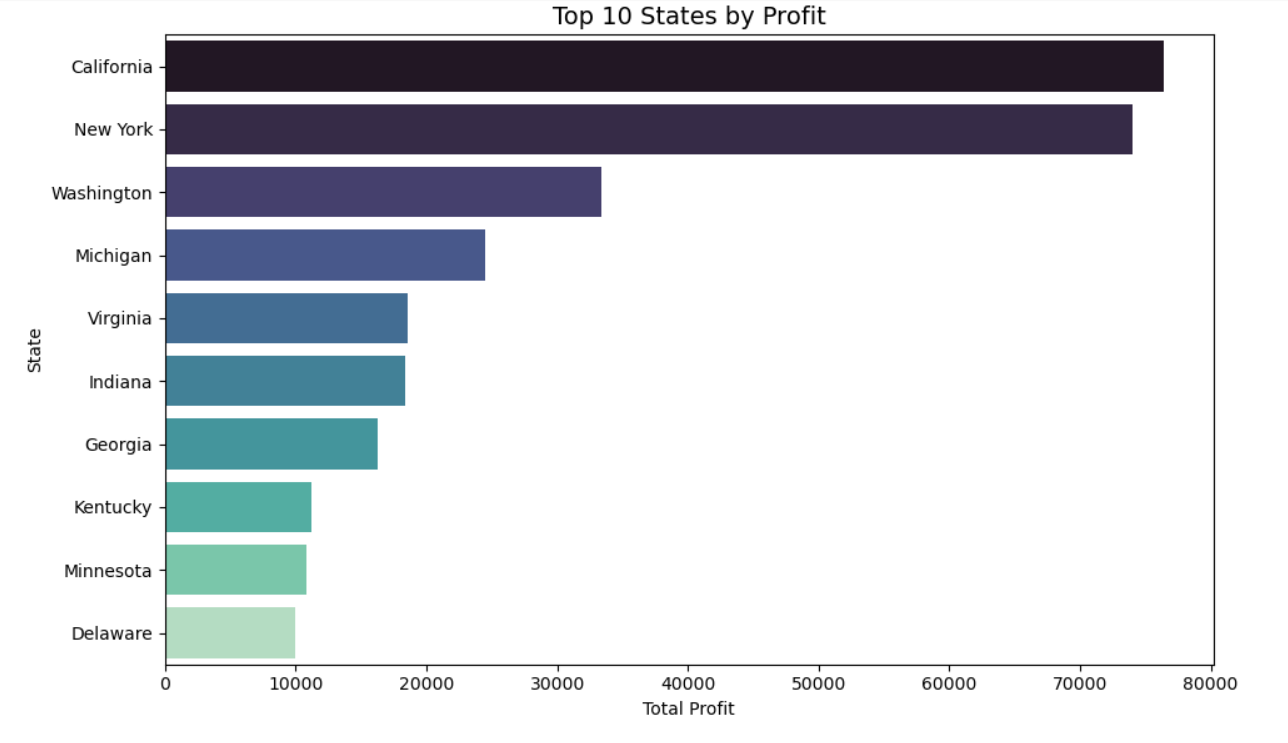 Top 10 States by Profit
State
California
New York
Washington
Michigan
Virginia
Indiana
Georgia
Kentucky
Minnesota
Delaware
0 10000 20000 30000 40000 50000 60000 70000 80000
Total Profit